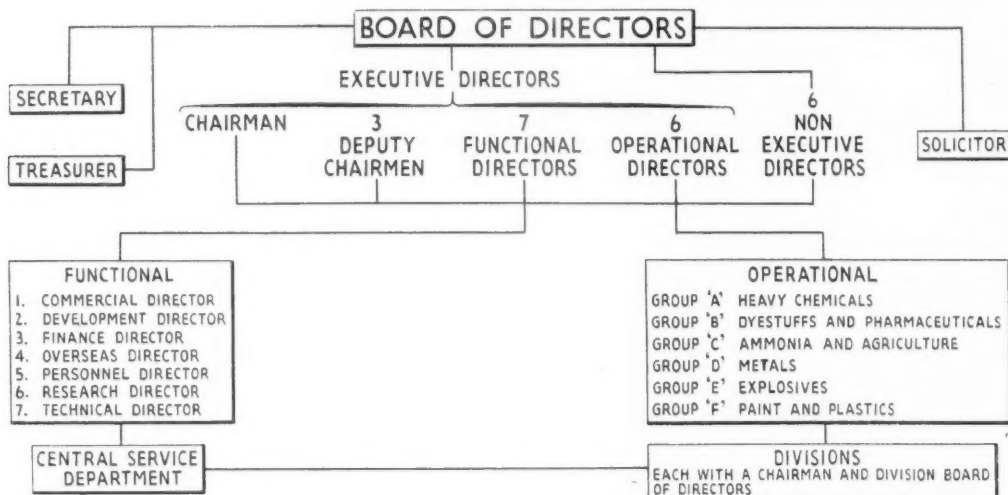 BOARD OF DIRECTORS
EXECUTIVE DIRECTORS
SECRETARY
TREASURER
CHAIRMAN
3
DEPUTY
CHAIRMEN
7
FUNCTIONAL
DIRECTORS
6
OPERATIONAL
DIRECTORS
6
NON
EXECUTIVE
DIRECTORS
SOLICITOR
FUNCTIONAL
1. COMMERCIAL DIRECTOR
2. DEVELOPMENT DIRECTOR
3. FINANCE DIRECTOR
4. OVERSEAS DIRECTOR
5. PERSONNEL DIRECTOR
6. RESEARCH DIRECTOR
7. TECHNICAL DIRECTOR
OPERATIONAL
GROUP 'A' HEAVY CHEMICALS
GROUP 'B' DYESTUFFS AND PHARMACEUTICALS
GROUP 'C' AMMONIA AND AGRICULTURE
GROUP 'D' METALS
GROUP 'E' EXPLOSIVES
GROUP 'F' PAINT AND PLASTICS
CENTRAL SERVICE
DEPARTMENT
DIVISIONS
EACH WITH A CHAIRMAN AND DIVISION BOARD
OF DIRECTORS